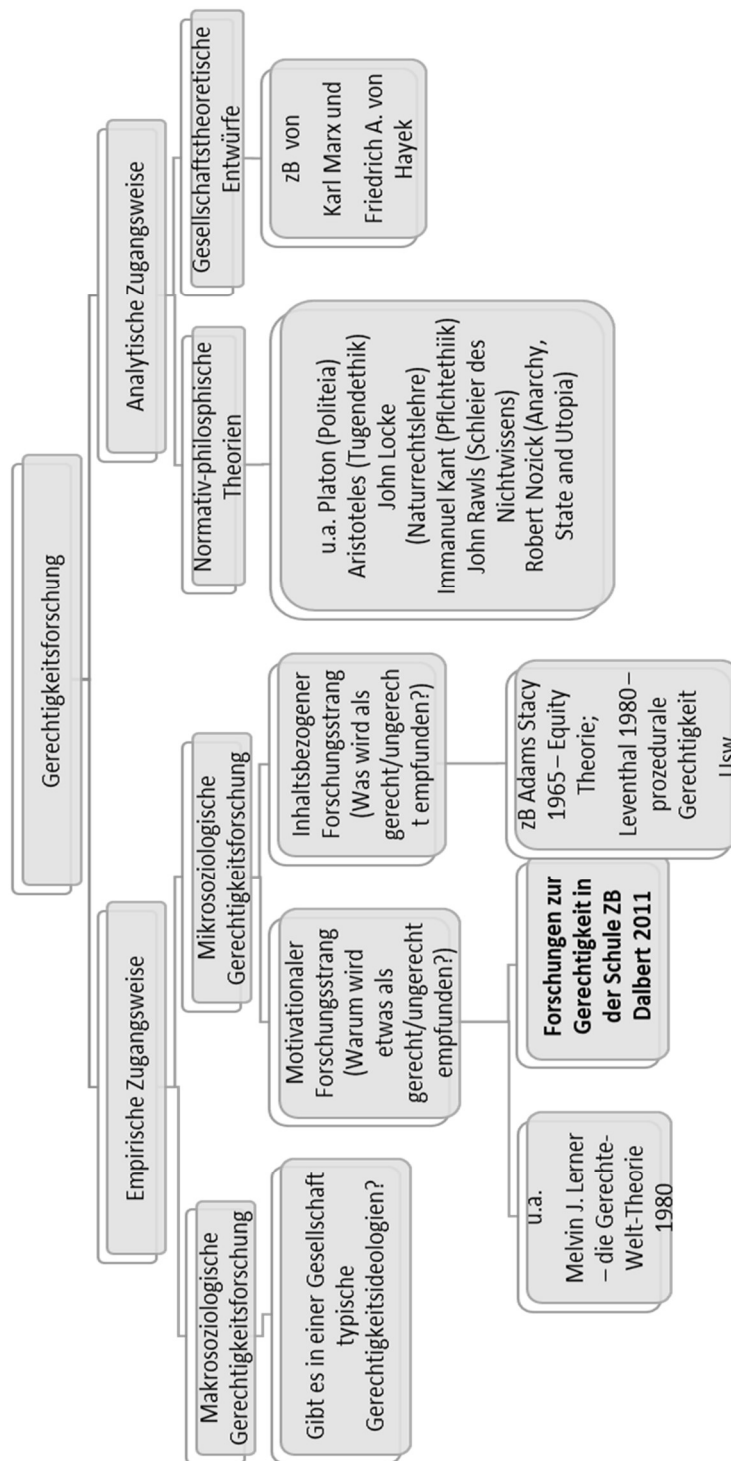 Gerechtigkeitsforschung
Empirische Zugangsweise
Makrosoziologische
Gerechtigkeitsforschung
Gibt es in einer Gesellschaft
typische
Gerechtigkeitsideologien?
Mikrosoziologische
Gerechtigkeitsforschung
Motivationaler
Forschungsstrang
(Warum wird
etwas als
gerecht/ungerecht
empfunden?)
u.a.
Melvin J. Lerner
– die Gerechte-
Welt-Theorie
1980
Forschungen zur
Gerechtigkeit in
der Schule ZB
Dalbert 2011
Inhaltsbezogener
Forschungsstrang
(Was wird als
gerecht/ungerech
t empfunden?)
zB Adams Stacy
1965 – Equity
Theorie;
Leventhal 1980 –
prozedurale
Gerechtigkeit
Usw
Analytische Zugangsweise
Normativ-philosphische
Theorien
u.a. Platon (Politeia)
Aristoteles (Tugendethik)
John Locke
(Naturrechtslehre)
Immanuel Kant (Pflichtethiik)
John Rawls (Schleier des
Nichtwissens)
Robert Nozick (Anarchy,
State and Utopia)
Gesellschaftstheoretische
Entwürfe
zB von
Karl Marx und
Friedrich A. von
Hayek